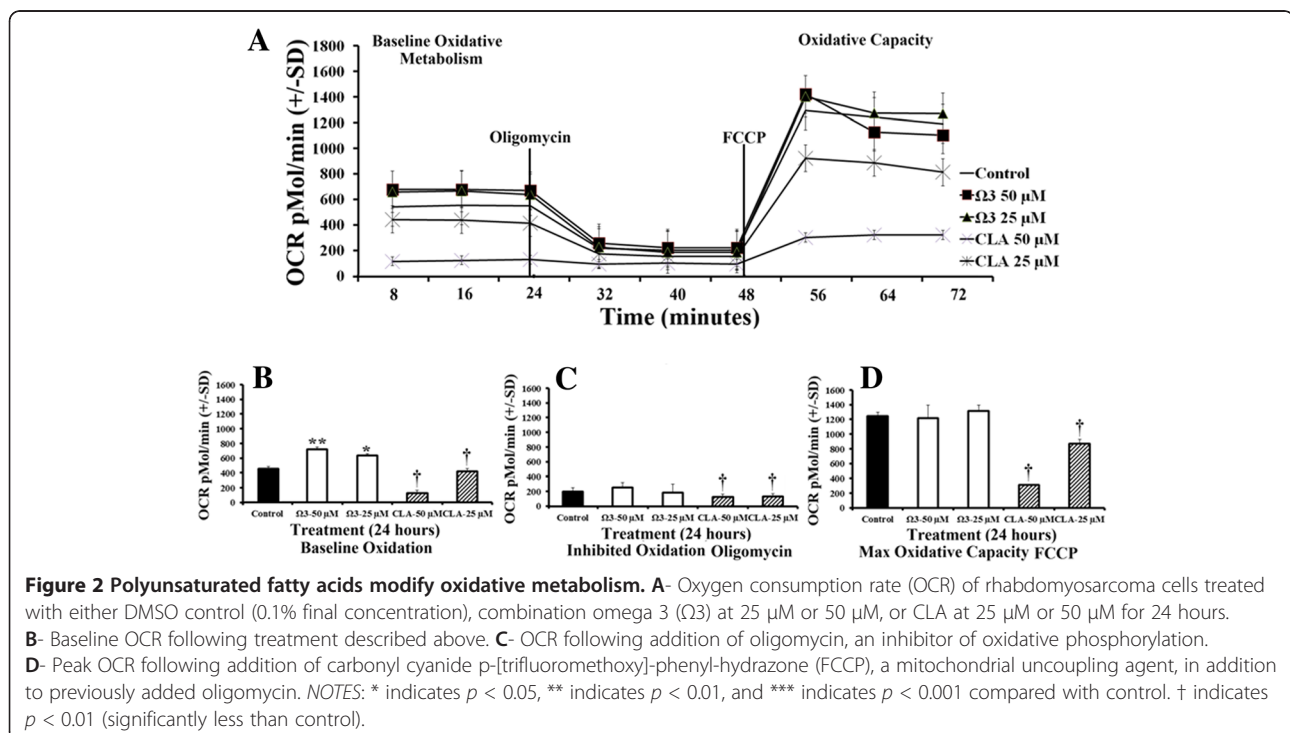 A
Baseline Oxidative
Metabolism
Oxidative Capacity
Oligomycin
FCCP
OCR pMol/min (+/-SD)
1800
1600
1400
1200
1000
800
600
400
200
0
8 16 24 32 40 48 56 64 72
Time (minutes)
Control
Ω3 50 µM
Ω3 25 µM
CLA 50 µM
CLA 25 µM
B
OCR pMol/min (+/-SD)
1600
1400
1200
1000
800
600
400
200
0
** * † †
Control Ω3-50 µM Ω3-25 µM CLA-50 µM CLA-25 µM
Treatment (24 hours)
Baseline Oxidation
C
OCR pMol/min (+/-SD)
1600
1400
1200
1000
800
600
400
200
0
† †
Control Ω3-50 µM Ω3-25 µM CLA-50 µM CLA-25 µM
Treatment (24 hours)
Inhibited Oxidation Oligomycin
D
OCR pMol/min (+/-SD)
1600
1400
1200
1000
800
600
400
200
0
† †
Control Ω3-50 µM Ω3-25 µM CLA-50 µM CLA-25 µM
Treatment (24 hours)
Max Oxidative Capacity FCCP
Figure 2 Polyunsaturated fatty acids modify oxidative metabolism. A- Oxygen consumption rate (OCR) of rhabdomyosarcoma cells treated
with either DMSO control (0.1% final concentration), combination omega 3 (Ω3) at 25 µM or 50 µM, or CLA at 25 µM or 50 µM for 24 hours.
B- Baseline OCR following treatment described above. C- OCR following addition of oligomycin, an inhibitor of oxidative phosphorylation.
D- Peak OCR following addition of carbonyl cyanide p-[trifluoromethoxy]-phenyl-hydrazone (FCCP), a mitochondrial uncoupling agent, in addition
to previously added oligomycin. NOTES: * indicates p < 0.05, ** indicates p < 0.01, and *** indicates p < 0.001 compared with control. † indicates
p < 0.01 (significantly less than control).